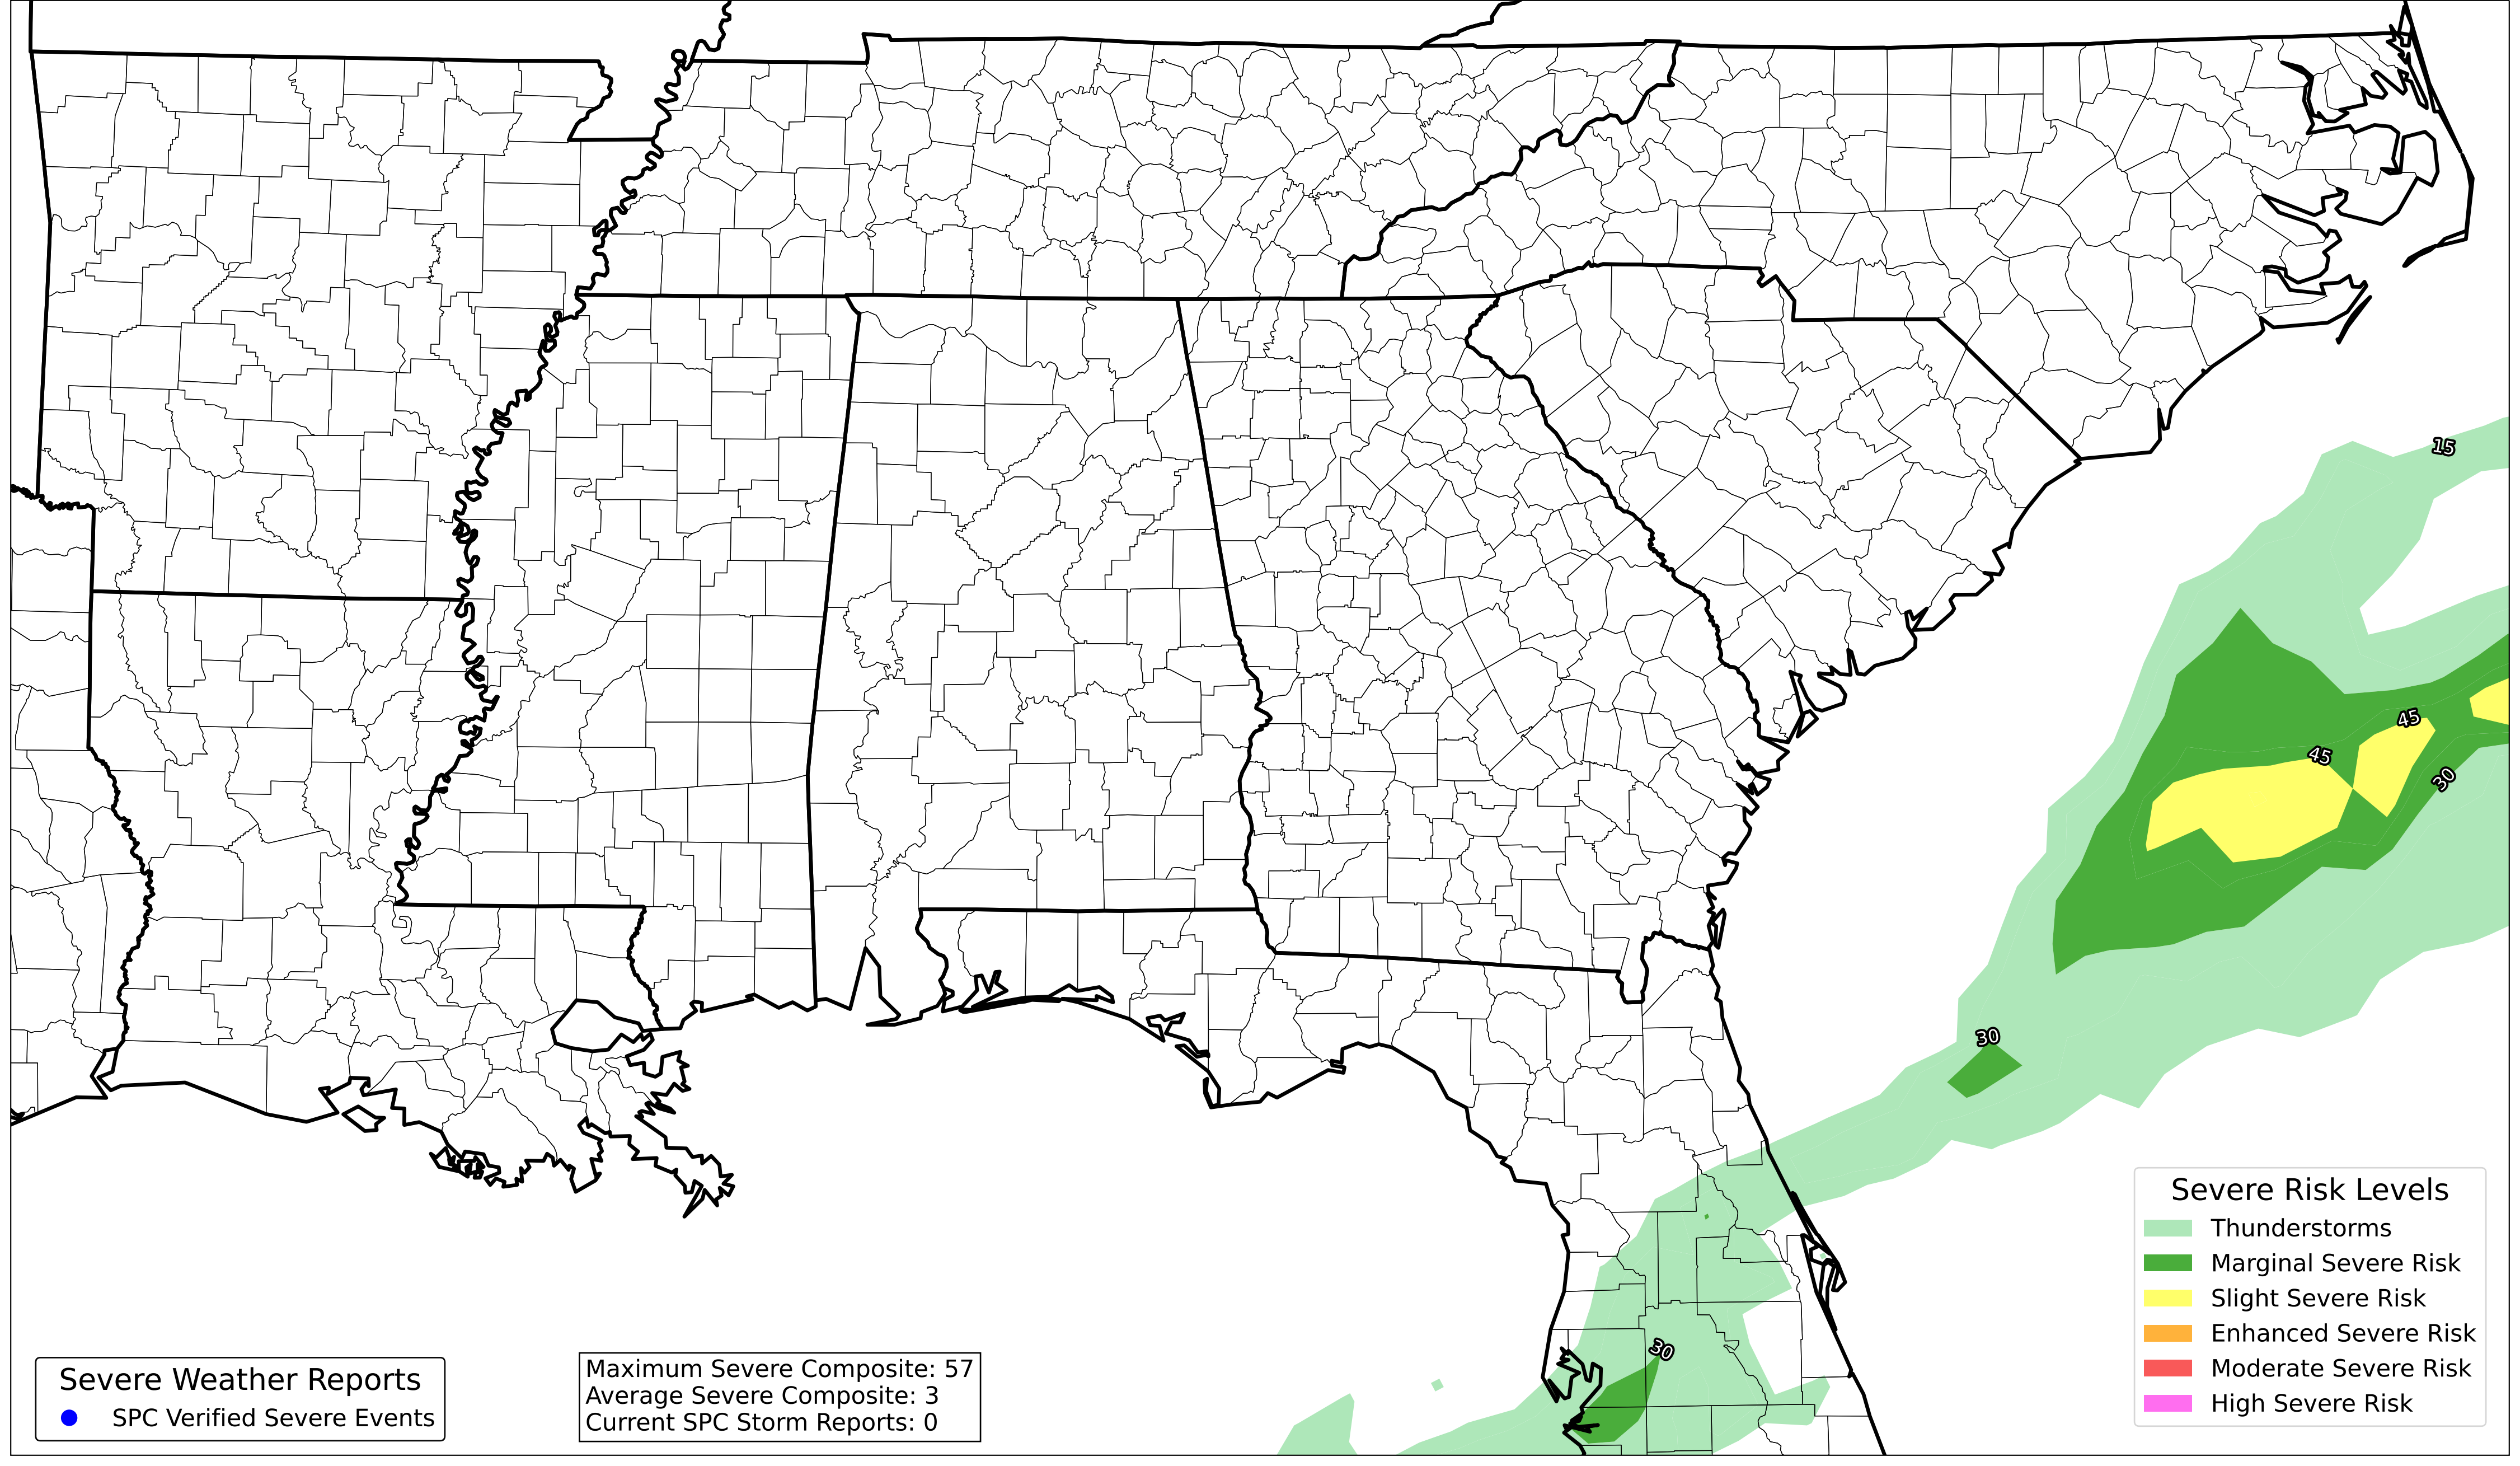 15
45
45
30
30
30
Severe Risk Levels
Thunderstorms
Marginal Severe Risk
Slight Severe Risk
Enhanced Severe Risk
Moderate Severe Risk
High Severe Risk
Severe Weather Reports
SPC Verified Severe Events
Maximum Severe Composite: 57
Average Severe Composite: 3
Current SPC Storm Reports: 0